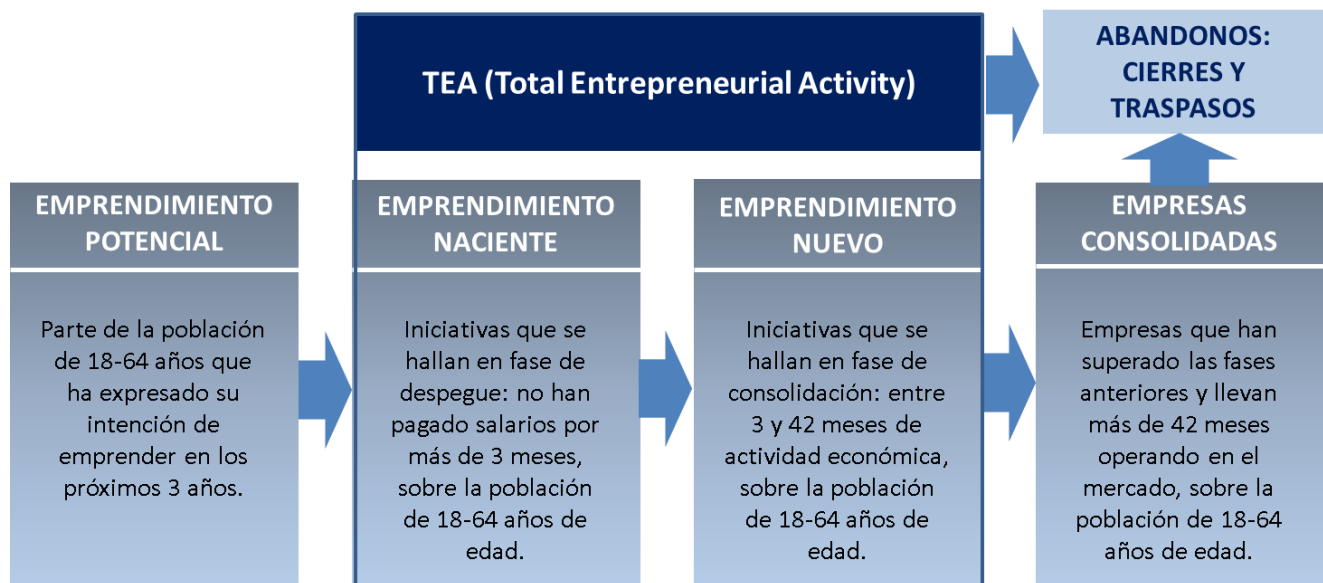 TEA (Total Entrepreneurial Activity)
ABANDONOS:
CIERRES Y
TRASPASOS
EMPRENDIMIENTO
POTENCIAL
Parte de la población
de 18-64 años que
ha expresado su
intención de
emprender en los
próximos 3 años.
EMPRENDIMIENTO
NACIENTE
Iniciativas que se
hallan en fase de
despegue: no han
pagado salarios por
más de 3 meses,
sobre la población
de 18-64 años de
edad.
EMPRENDIMIENTO
NUEVO
Iniciativas que se
hallan en fase de
consolidación: entre
3 y 42 meses de
actividad económica,
sobre la población
de 18-64 años de
edad.
EMPRESAS
CONSOLIDADAS
Empresas que han
superado las fases
anteriores y llevan
más de 42 meses
operando en el
mercado, sobre la
población de 18-64
años de edad.